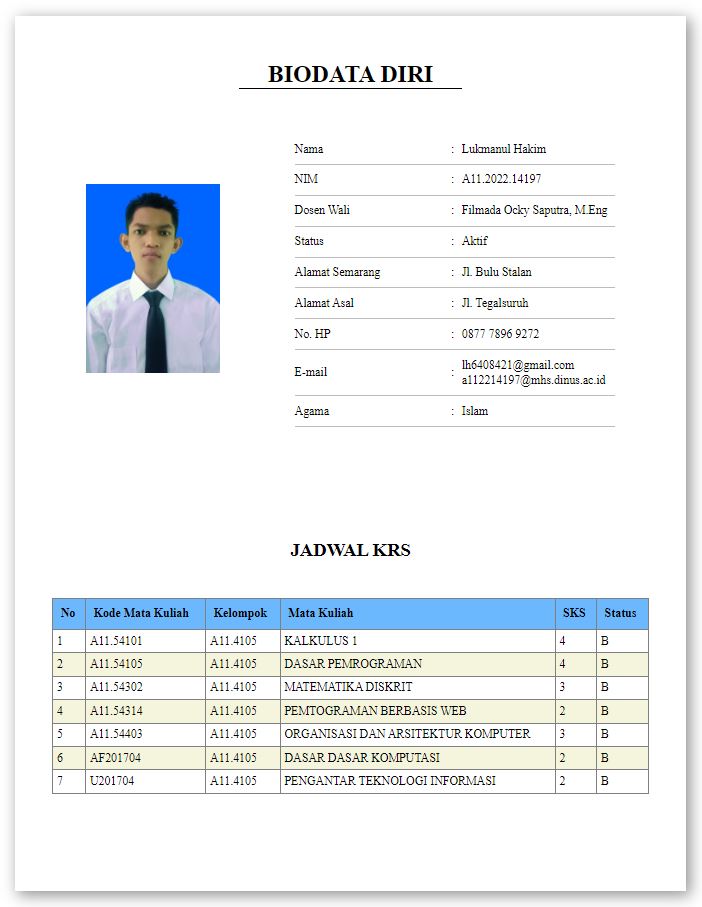 BIODATA DIRI
Nama : Lukmanul Hakim
NIM : A11.2022.14197
Dosen Wali : Filmada Ocky Saputra, M.Eng
Status : Aktif
Alamat Semarang : Jl. Bulu Stalan
Alamat Asal : Jl. Tegalsuruh
No. HP : 0877 7896 9272
E-mail : lh6408421@gmail.com
a112214197@mhs.dinus.ac.id
Agama : Islam
JADWAL KRS
No Kode Mata Kuliah Kelompok Mata Kuliah SKS Status
1 A11.54101 A11.4105 KALKULUS 1 4 B
2 A11.54105 A11.4105 DASAR PEMROGRAMAN 4 B
3 A11.54302 A11.4105 MATEMATIKA DISKRIT 3 B
4 A11.54314 A11.4105 PEMTOGRAMAN BERBASIS WEB 2 B
5 A11.54403 A11.4105 ORGANISASI DAN ARSITEKTUR KOMPUTER 3 B
6 AF201704 A11.4105 DASAR DASAR KOMPUTASI 2 B
7 U201704 A11.4105 PENGANTAR TEKNOLOGI INFORMASI 2 B